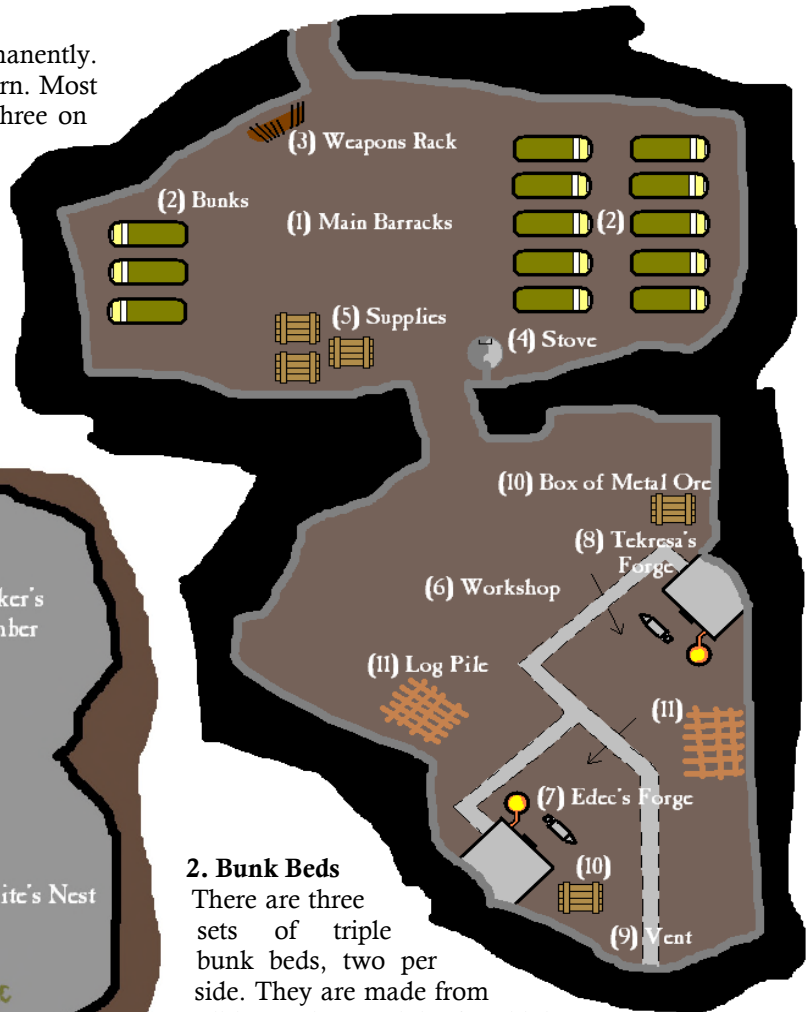 manently.
rn. Most
hree on
(3) Weapons Rack
(2) Bunks
(1) Main Barracks
(2)
(5) Supplies
(4) Stove
(10) Box of Metal Ore
(8) Tekresa's
Forge
(6) Workshop
(11) Log Pile
(11)
(7) Edec's Forge
(10)
(9) Vent
ker's
nber
ite's Nest
2. Bunk Beds
There are three
sets of triple
bunk beds, two per
side. They are made from